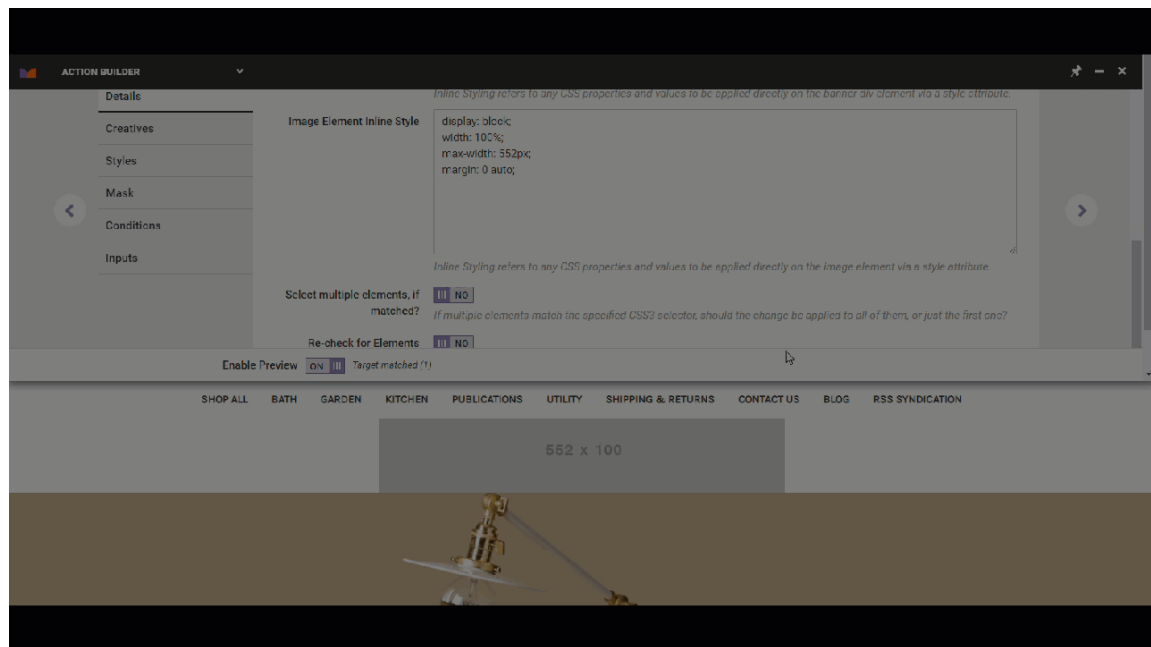 ACTION BUILDER
Details
Creatives
Styles
Mask
Conditions
Inputs
Inline Styling refers to any CSS properties and values to be applied directly on the banner div element via a style attribute.
Image Element Inline Style
display: block;
width: 100%;
max-width: 552px;
margin: 0 auto;
Inline Styling refers to any CSS properties and values to be applied directly on the image element via a style attribute
Select multiple elements, if
matched?
NO
If multiple elements match the specified CSS3 selector, should the change be applied to all of them, or just the first one?
Re-check for Elements
NO
Enable Preview ON Target matched (1)
SHOP ALL BATH GARDEN KITCHEN PUBLICATIONS UTILITY SHIPPING & RETURNS CONTACT US BLOG RSS SYNDICATION
552 x 100